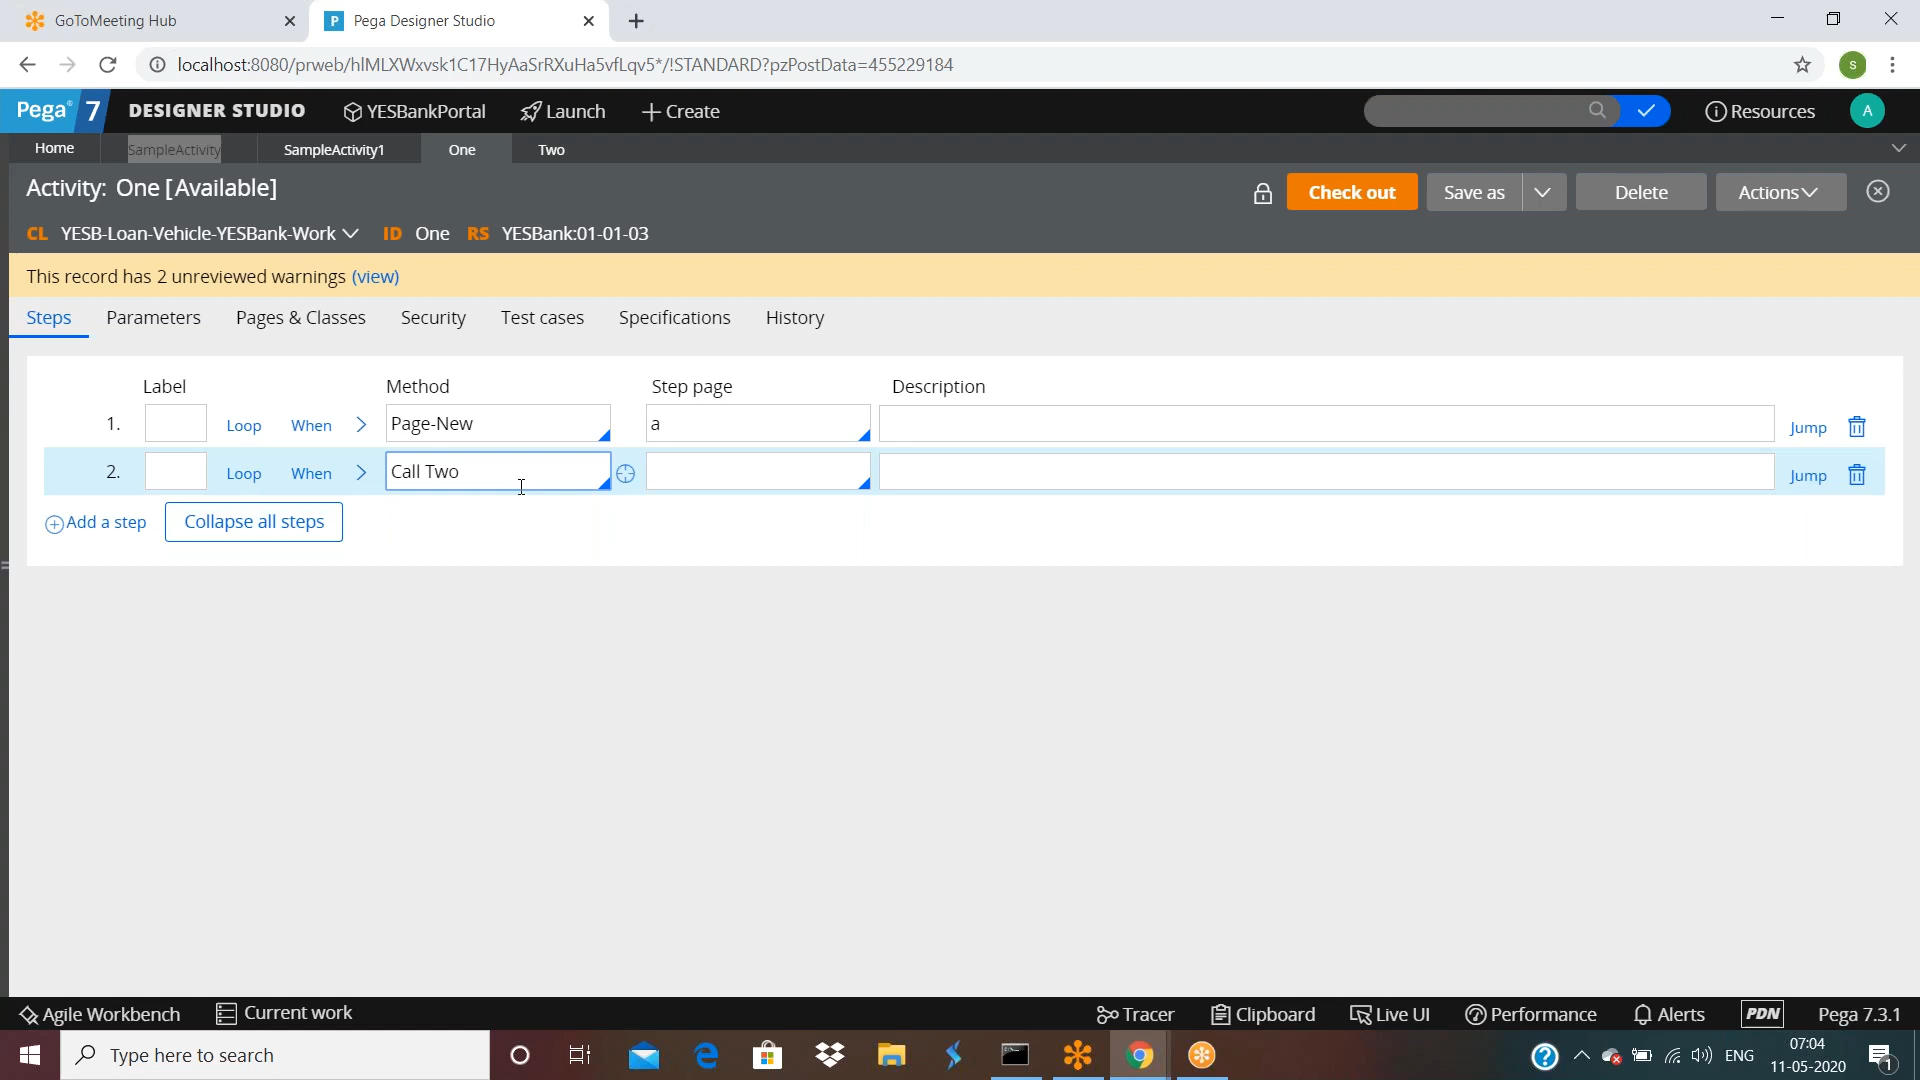 GoToMeeting Hub
Pega Designer Studio
localhost:8080/prweb/hIMLXWxvsk1C17HyAaSrRXuHa5vfLqv5*/!STANDARD?pzPostData=455229184
s
Pega 7 DESIGNER STUDIO YESBankPortal Launch Create Resources A
Home SampleActivity SampleActivity1 One Two
Activity: One [Available]
Check out Save as Delete Actions
CL YESB-Loan-Vehicle-YESBank-Work ID One RS YESBank:01-01-03
This record has 2 unreviewed warnings (view)
Steps Parameters Pages & Classes Security Test cases Specifications History
Label Method Step page Description
1. Loop When Page-New a Jump
2. Loop When Call Two Jump
Add a step Collapse all steps
Agile Workbench Current work Tracer Clipboard Live UI Performance Alerts PDN Pega 7.3.1
Type here to search
ENG
07:04
11-05-2020
1